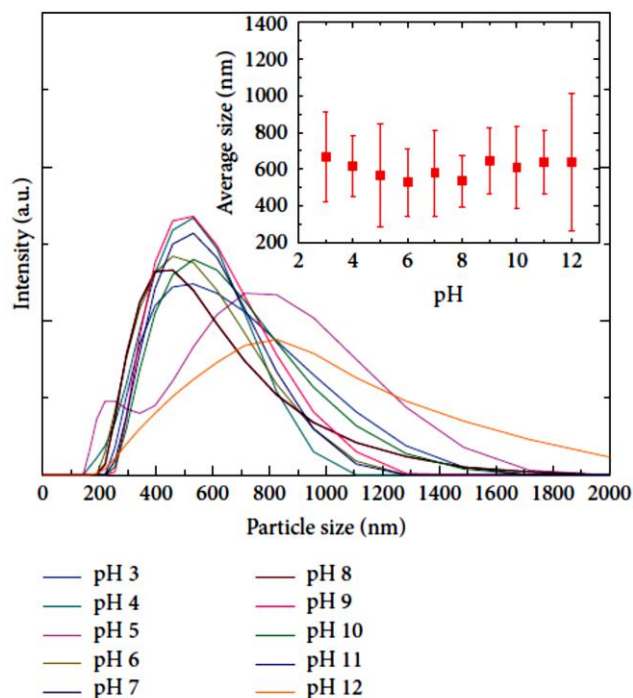 1400
1200
1000
800
600
400
200
Average size (nm)
2 4 6 8 10 12
pH
Intensity (a.u.)
0 200 400 600 800 1000 1200 1400 1600 1800 2000
Particle size (nm)
pH 3 pH 8
pH 4 pH 9
pH 5 pH 10
pH 6 pH 11
pH 7 pH 12